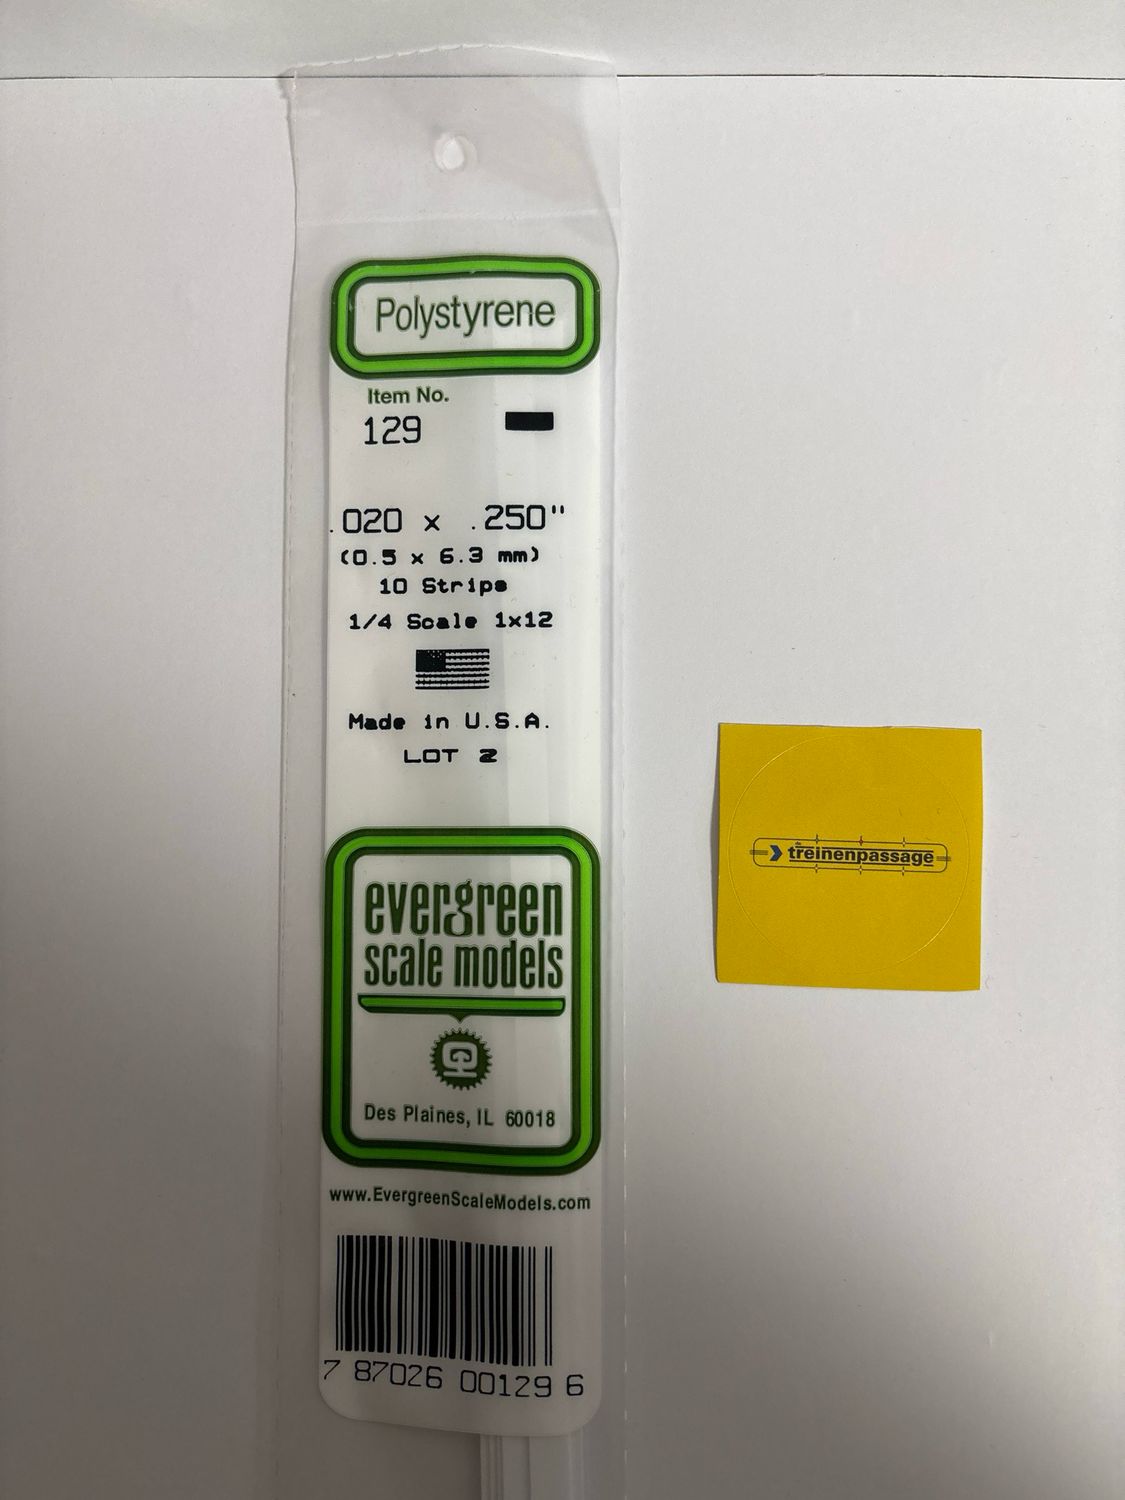 Polystyrene
Item No.
129
.020 x .250"
(0.5 x 6.3 mm)
10 Strips
1/4 Scale 1x12
Made in U.S.A.
LOT 2
evergreen
scale models
Des Plaines, IL 60018
www.EvergreenScaleModels.com
7 87026 00129 6
de
treinenpassage